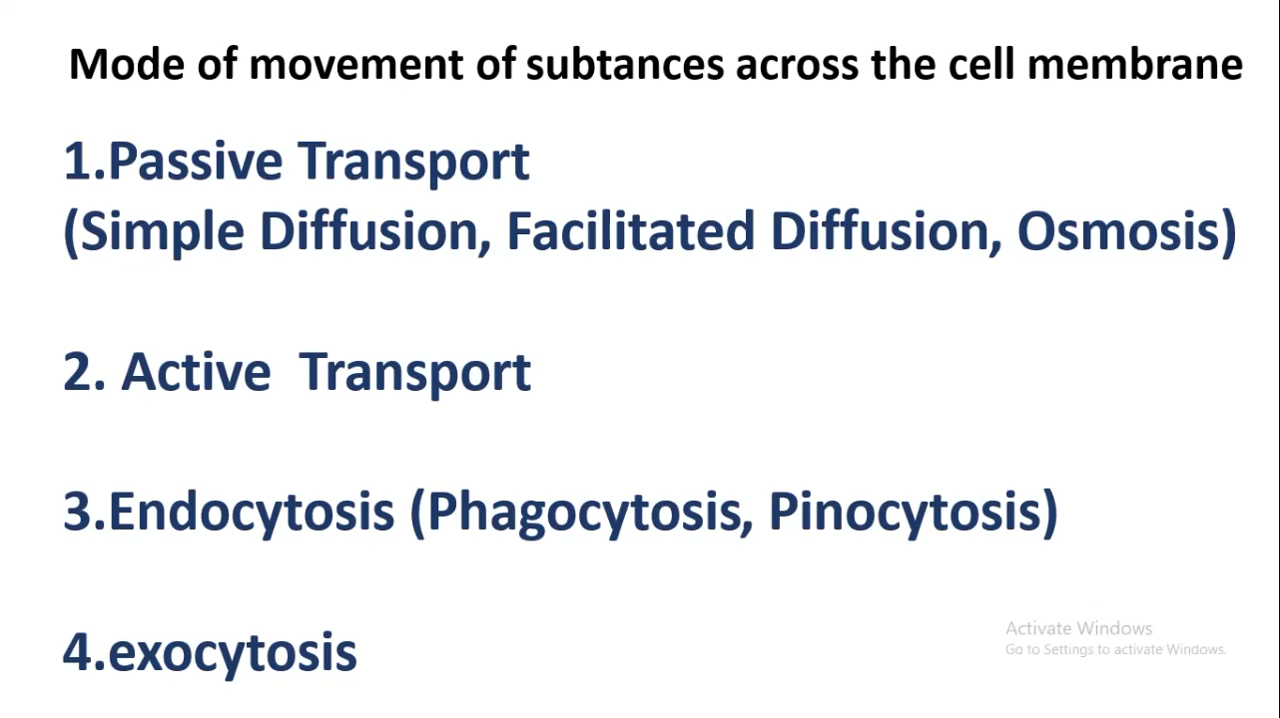 Mode of movement of subtances across the cell membrane
1.Passive Transport
(Simple Diffusion, Facilitated Diffusion, Osmosis)
2. Active  Transport
3.Endocytosis (Phagocytosis, Pinocytosis)
4.exocytosis
Activate Windows
Go to Settings to activate Windows.